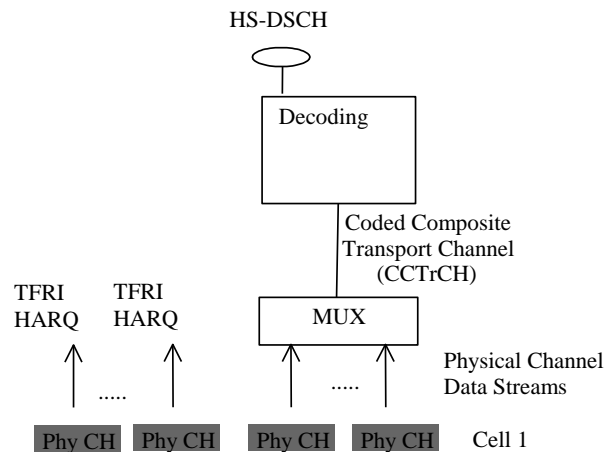 HS-DSCH
Decoding
Coded Composite
Transport Channel
(CCTrCH)
TFRI
HARQ
TFRI
HARQ
MUX
Physical Channel
Data Streams
.....
.....
Phy CH
Phy CH
Phy CH
Phy CH
Cell 1